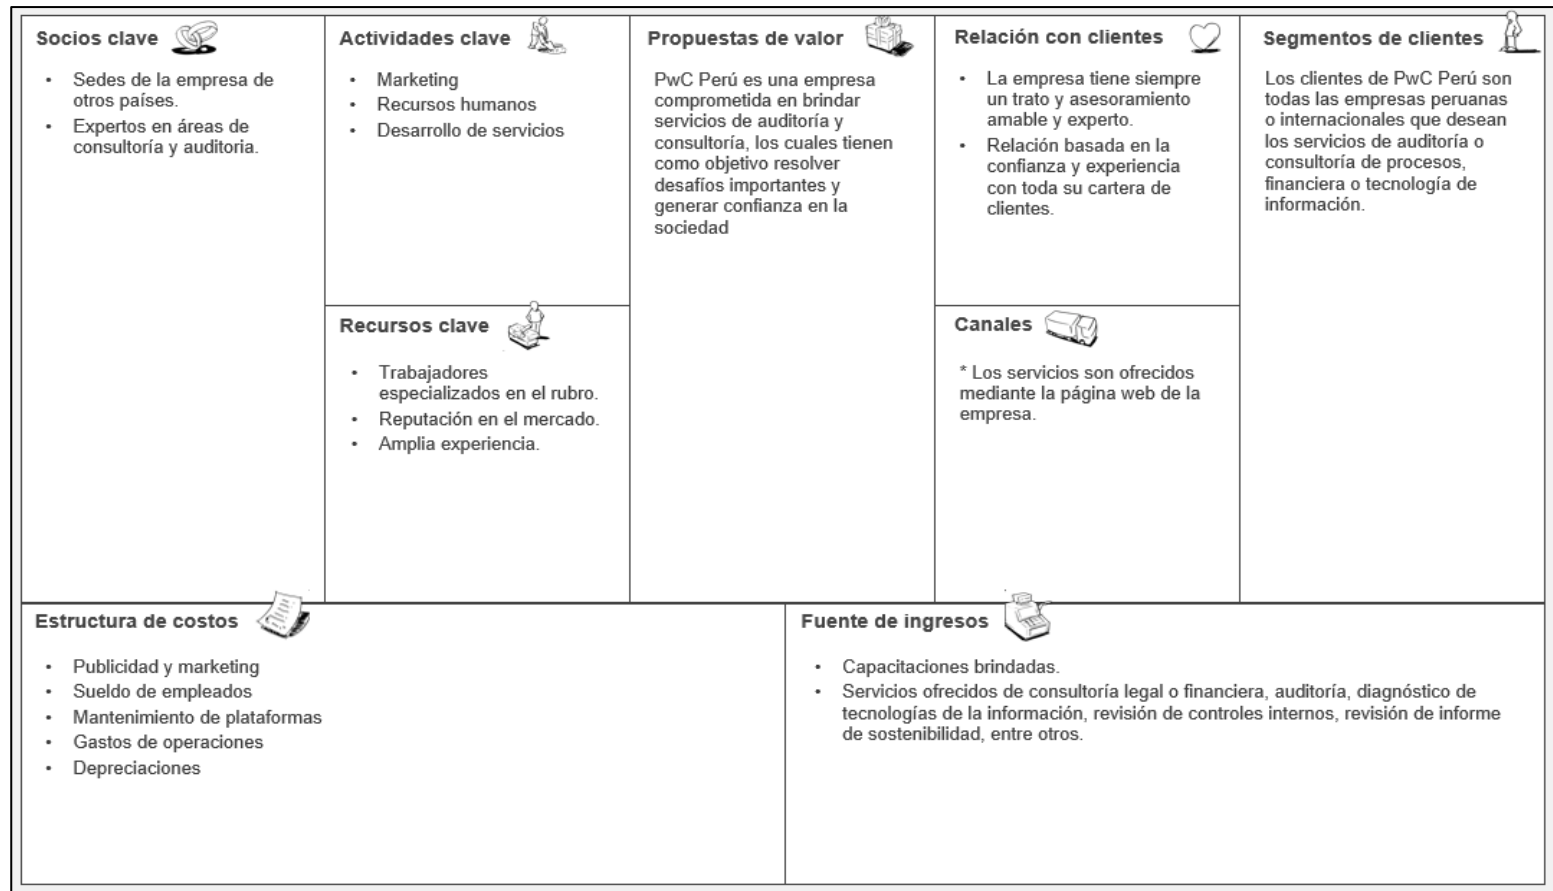 Socios clave
• Sedes de la empresa de
otros países.
• Expertos en áreas de
consultoría y auditoria.
Actividades clave
• Marketing
• Recursos humanos
• Desarrollo de servicios
Recursos clave
• Trabajadores
especializados en el rubro.
• Reputación en el mercado.
• Amplia experiencia.
Propuestas de valor
PwC Perú es una empresa
comprometida en brindar
servicios de auditoría y
consultoría, los cuales tienen
como objetivo resolver
desafíos importantes y
generar confianza en la
sociedad
Relación con clientes
• La empresa tiene siempre
un trato y asesoramiento
amable y experto.
• Relación basada en la
confianza y experiencia
con toda su cartera de
clientes.
Canales
* Los servicios son ofrecidos
mediante la página web de la
empresa.
Segmentos de clientes
Los clientes de PwC Perú son
todas las empresas peruanas
o internacionales que desean
los servicios de auditoría o
consultoría de procesos,
financiera o tecnología de
información.
Estructura de costos
• Publicidad y marketing
• Sueldo de empleados
• Mantenimiento de plataformas
• Gastos de operaciones
• Depreciaciones
Fuente de ingresos
• Capacitaciones brindadas.
• Servicios ofrecidos de consultoría legal o financiera, auditoría, diagnóstico de
tecnologías de la información, revisión de controles internos, revisión de informe
de sostenibilidad, entre otros.